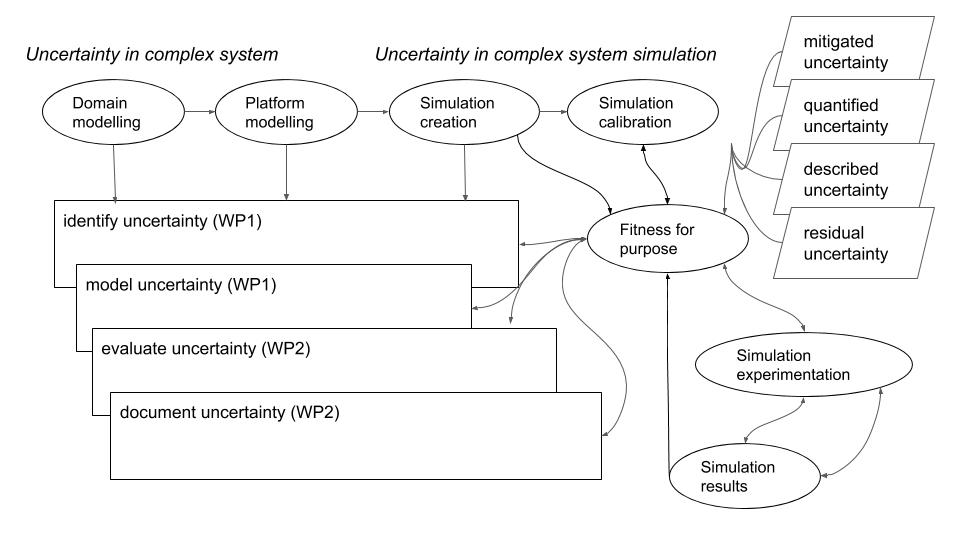 Uncertainty in complex system
Uncertainty in complex system simulation
Domain
modelling
Platform
modelling
Simulation
creation
Simulation
calibration
mitigated
uncertainty
quantified
uncertainty
described
uncertainty
residual
uncertainty
identify uncertainty (WP1)
model uncertainty (WP1)
evaluate uncertainty (WP2)
document uncertainty (WP2)
Fitness for
purpose
Simulation
experimentation
Simulation
results